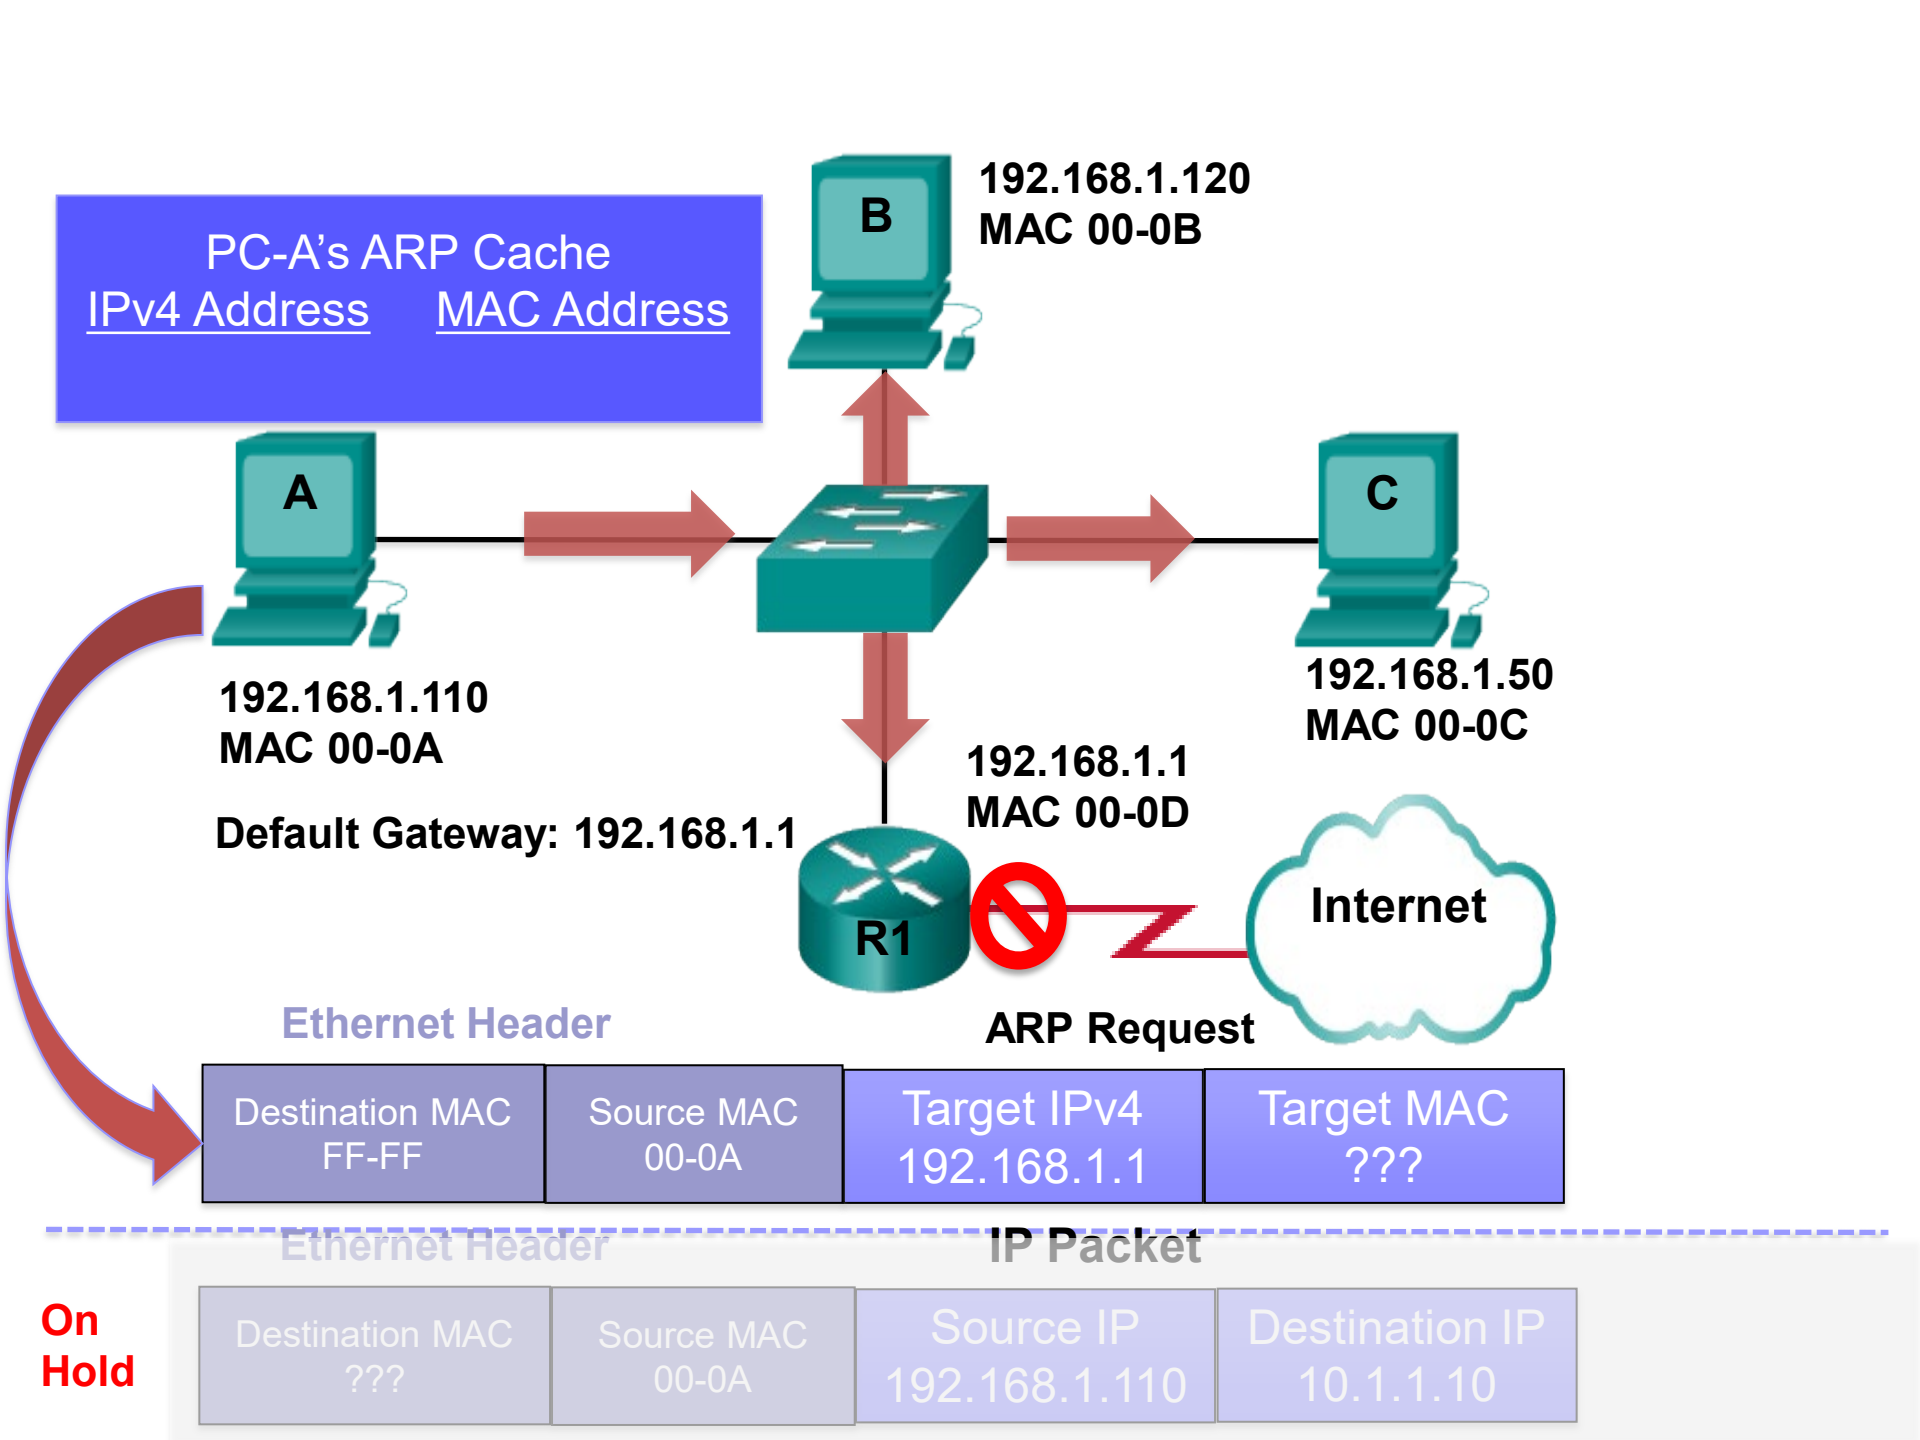 B
192.168.1.120
MAC 00-0B
PC-A’s ARP Cache
IPv4 Address MAC Address
A
C
192.168.1.110
MAC 00-0A
192.168.1.50
MAC 00-0C
192.168.1.1
MAC 00-0D
Default Gateway: 192.168.1.1
R1
Internet
Ethernet Header
ARP Request
Destination MAC
FF-FF
Source MAC
00-0A
Target IPv4
192.168.1.1
Target MAC
???
Ethernet Header
IP Packet
On
Hold
Destination MAC
???
Source MAC
00-0A
Source IP
192.168.1.110
Destination IP
10.1.1.10